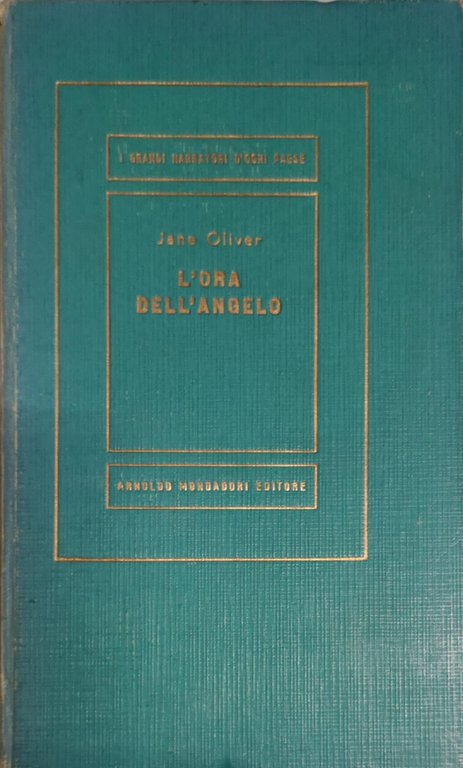 I GRANDI NARRATORI D'OGNI PAESE
Jane Oliver
L'ORA
DELL'ANGELO
ARNOLDO MONDADORI EDITORE